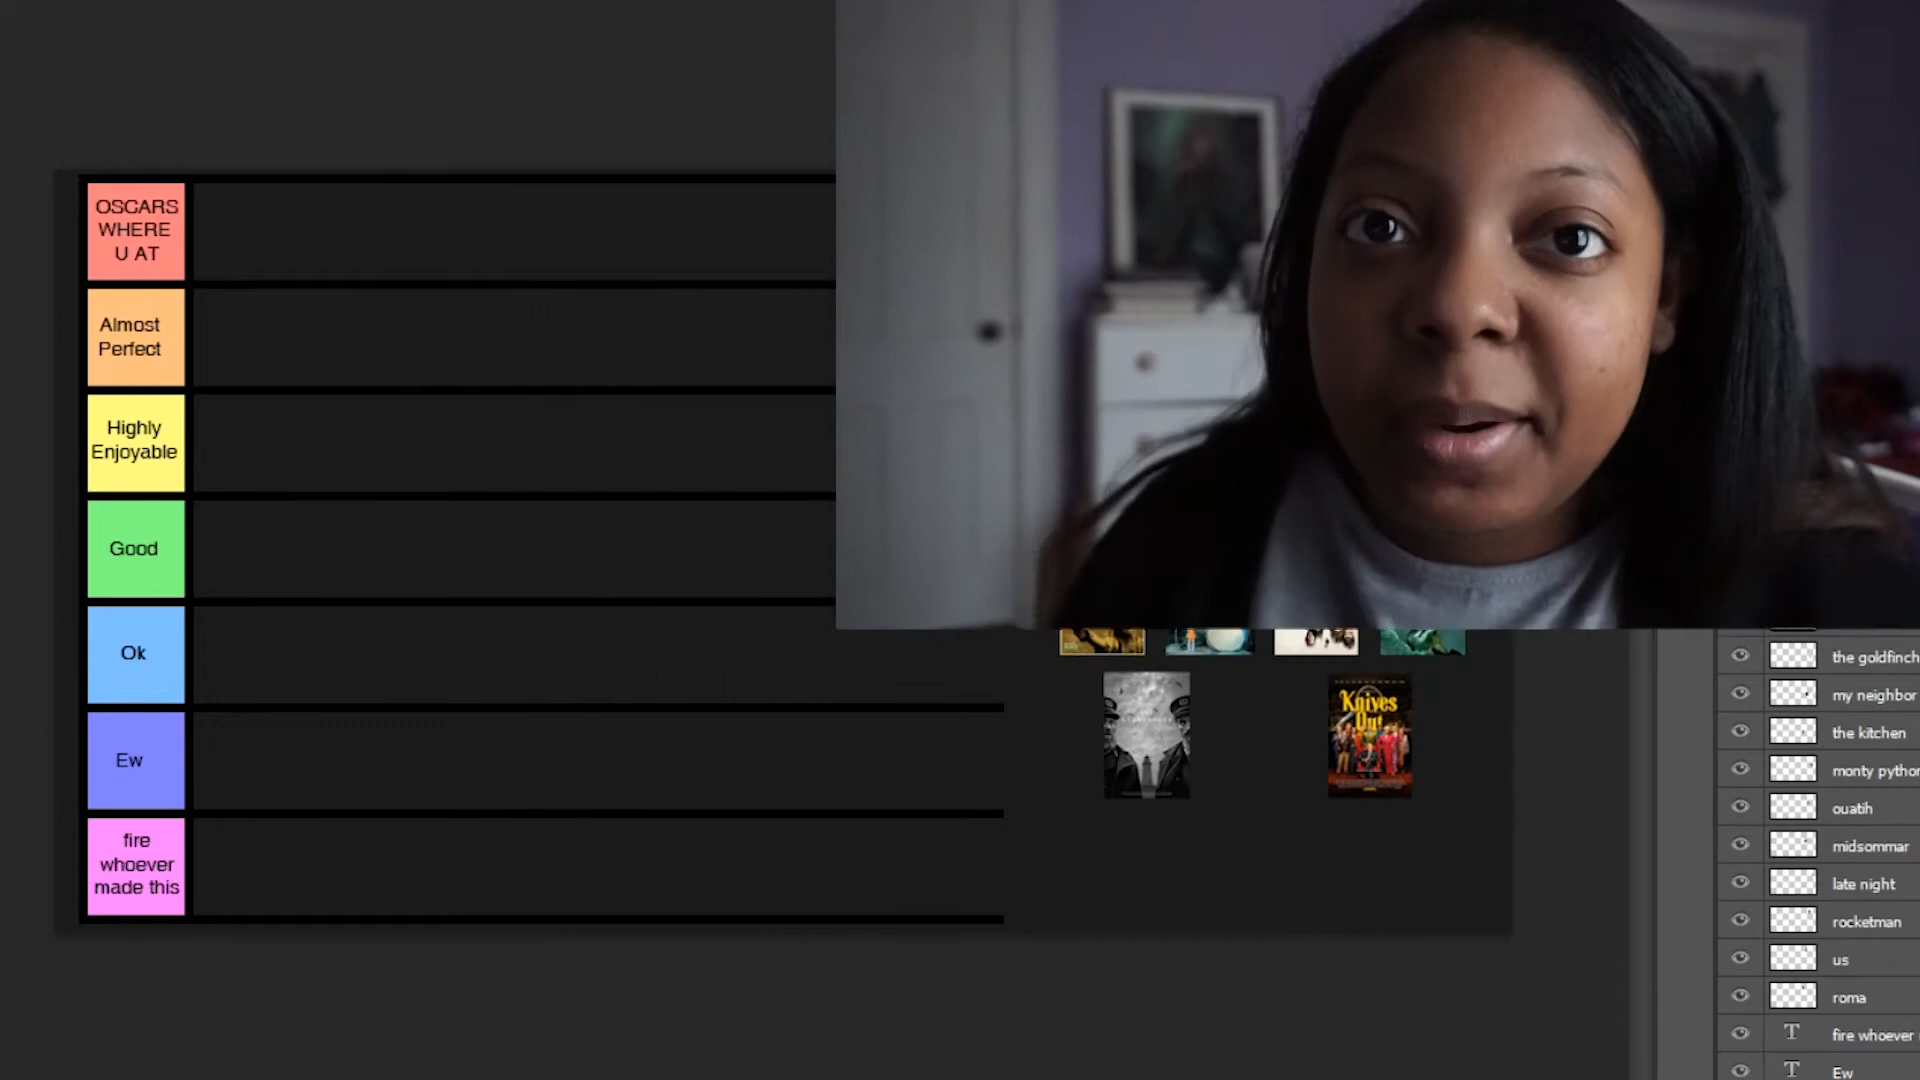 OSCARS
WHERE
U AT
Almost
Perfect
Highly
Enjoyable
Good
Ok
Ew
fire
whoever
made this
Knives
Out
the goldfinch
my neighbor
the kitchen
monty python
ouatih
midsommar
late night
rocketman
us
roma
T
fire whoever
T
Ew